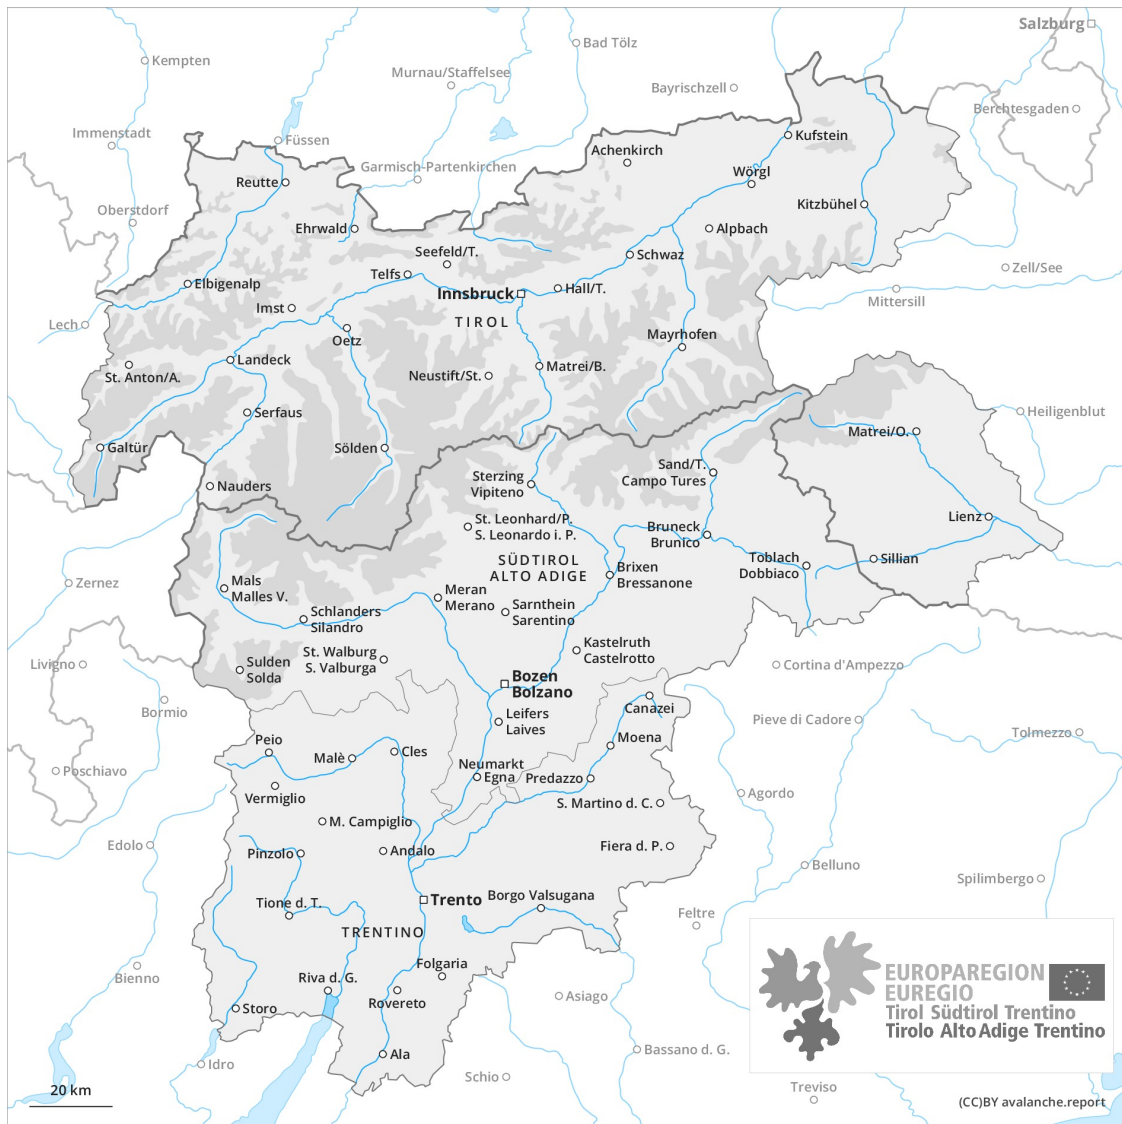 Salzburg
Bad Tölz
Kempten
Murnau/Staffelsee
Bayrischzell
Berchtesgaden
Immenstadt
Füssen
Kufstein
Achenkirch
Garmisch-Partenkirchen
Wörgl
Reutte
Kitzbühel
Oberstdorf
Ehrwald
Alpbach
Seefeld/T.
Schwaz
Telfs
Zell/See
Elbigenalp
Innsbruck
Hall/T.
Mittersill
Imst
TIROL
Lech
Oetz
Mayrhofen
Landeck
Matrei/B.
St. Anton/A.
Neustift/St.
Serfaus
Heiligenblut
Matrei/O.
Galtür
Sölden
Sand/T.
Campo Tures
Sterzing
Vipiteno
Nauders
St. Leonhard/P.
S. Leonardo i. P.
Lienz
Bruneck
Brunico
SÜDTIROL
ALTO ADIGE
Toblach
Dobbiaco
Sillian
Brixen
Bressanone
Zernez
Mals
Malles V.
Meran
Merano
Schlanders
Silandro
Sarnthein
Sarentino
Kastelruth
Castelrotto
St. Walburg
S. Valburga
Livigno
Sulden
Solda
Cortina d'Ampezzo
Bozen
Bolzano
Canazei
Bormio
Leifers
Laives
Pieve di Cadore
Tolmezzo
Peio
Moena
Malè
Cles
Neumarkt
Egna
Predazzo
Poschiavo
Vermiglio
S. Martino d. C.
Agordo
M. Campiglio
Edolo
Pinzolo
Andalo
Fiera d. P.
Belluno
Spilimbergo
Tione d. T.
Trento
Borgo Valsugana
Feltre
TRENTINO
Folgaria
Bienno
Riva d. G.
Rovereto
Asiago
Storo
EUROPAREGION
EUREGIO
Tirol Südtirol Trentino
Tirolo Alto Adige Trentino
Ala
Bassano d. G.
Idro
Schio
Treviso
20 km
(CC)BY avalanche.report